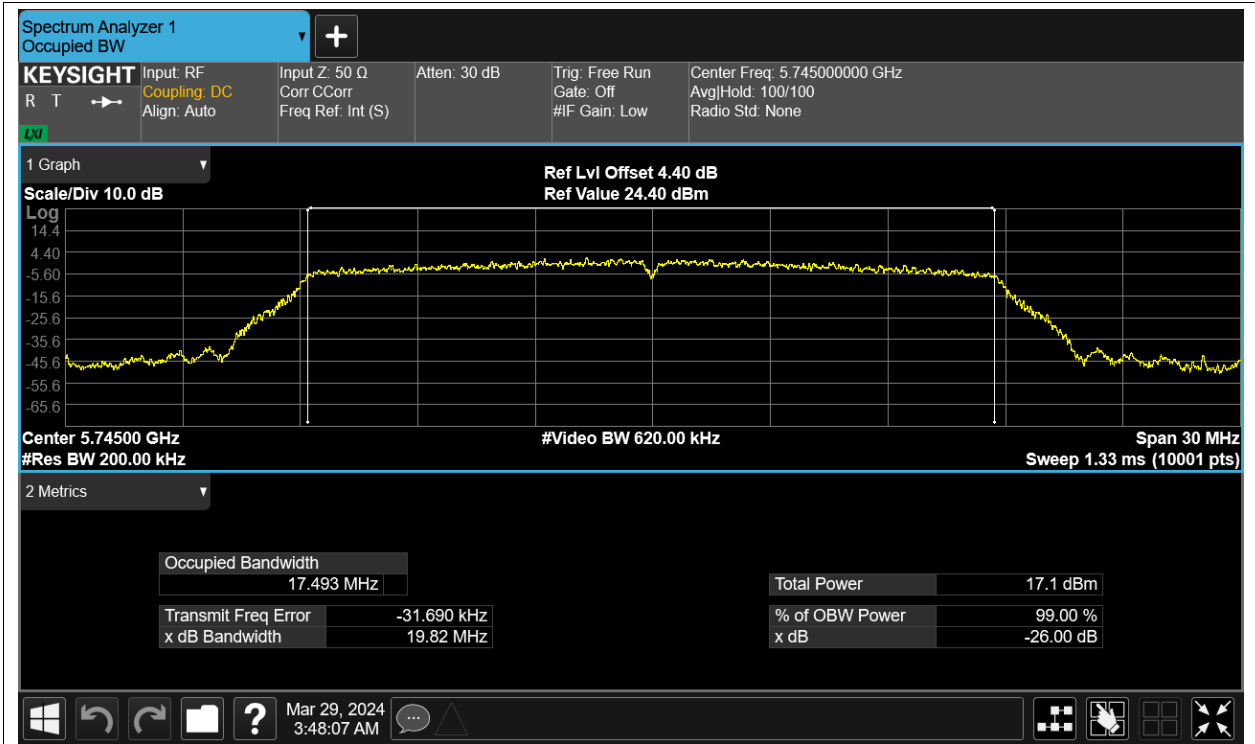 Spectrum Analyzer 1
Occupied BW
KEYSIGHT
R T
LXI
Input: RF
Coupling: DC
Align: Auto
Input Z: 50 Ω
Corr CCorr
Freq Ref: Int (S)
Atten: 30 dB
Trig: Free Run
Gate: Off
#IF Gain: Low
Center Freq: 5.745000000 GHz
Avg|Hold: 100/100
Radio Std: None
1 Graph
Scale/Div 10.0 dB
Ref Lvl Offset 4.40 dB
Ref Value 24.40 dBm
Log
14.4
4.40
-5.60
-15.6
-25.6
-35.6
-45.6
-55.6
-65.6
Center 5.74500 GHz
#Res BW 200.00 kHz
#Video BW 620.00 kHz
Span 30 MHz
Sweep 1.33 ms (10001 pts)
2 Metrics
Occupied Bandwidth
17.493 MHz
Transmit Freq Error -31.690 kHz
x dB Bandwidth 19.82 MHz
Total Power 17.1 dBm
% of OBW Power 99.00 %
x dB -26.00 dB
?
Mar 29, 2024
3:48:07 AM